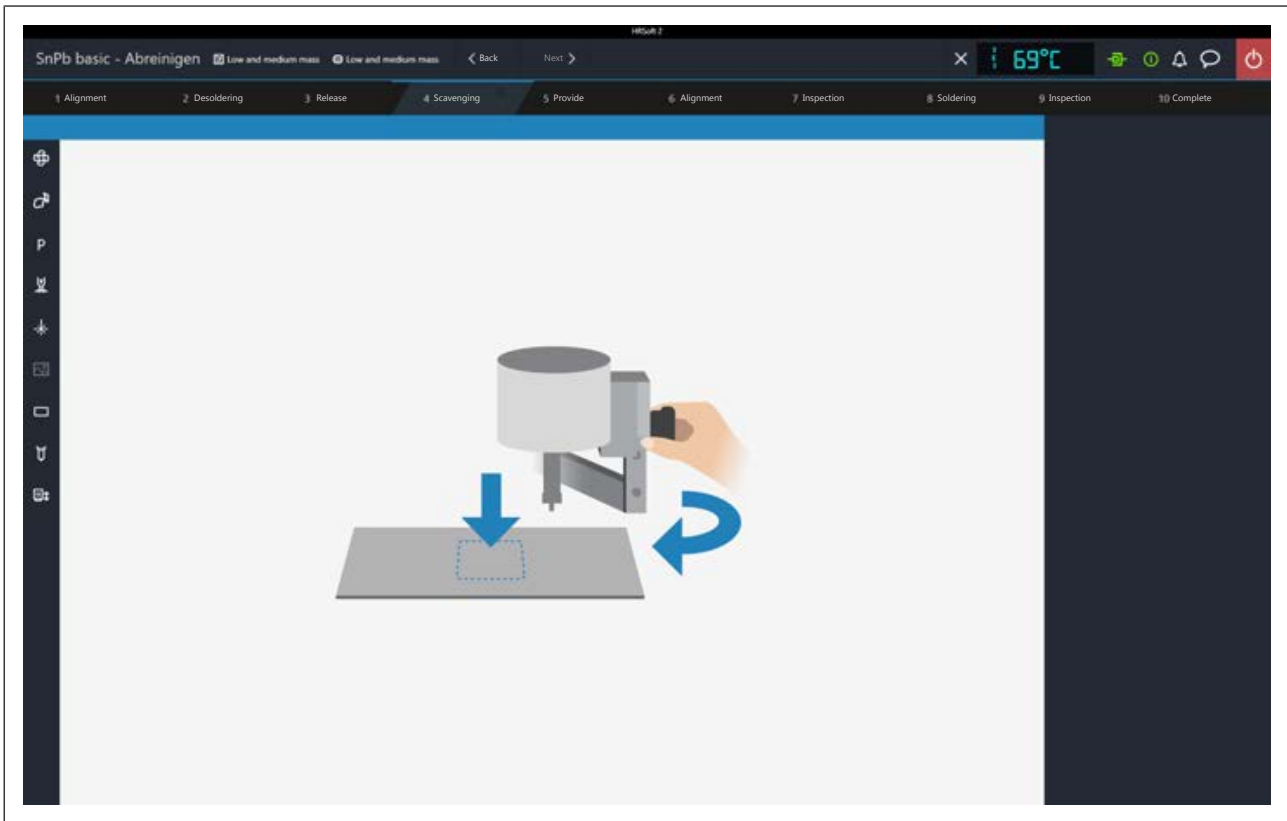 HRSoft 2
SnPb basic - Abreinigen Low and medium mass Low and medium mass Back Next 69°C
1 Alignment 2 Desoldering 3 Release 4 Scavenging 5 Provide 6 Alignment 7 Inspection 8 Soldering 9 Inspection 10 Complete
P